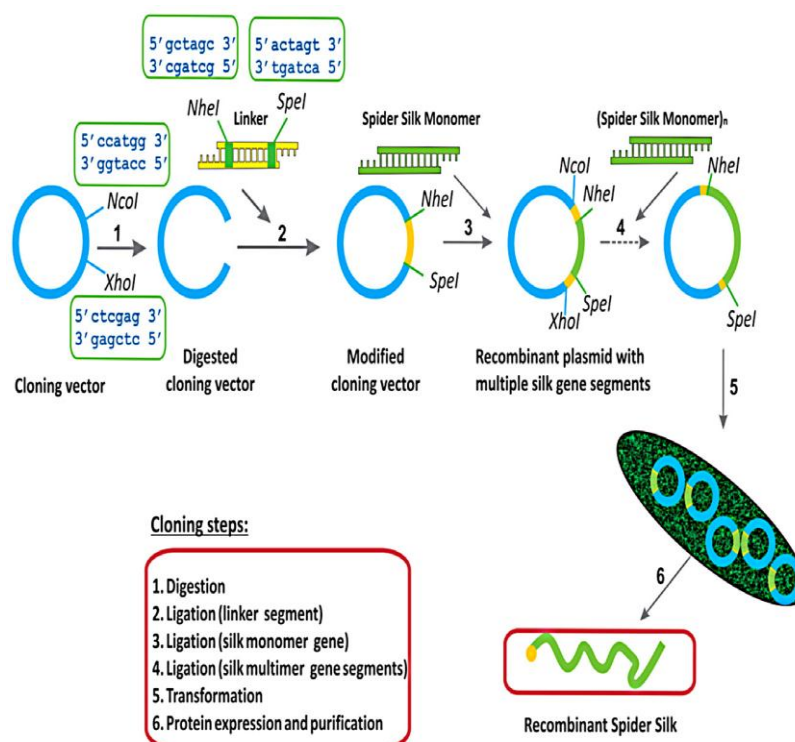 5'gctagc 3'
3'cgatcg 5'
5'actagt 3'
3'tgatca 5'
NheI
Linker
SpeI
Spider Silk Monomer
(Spider Silk Monomer)n
5'ccatgg 3'
3'ggtacc 5'
NcoI
XhoI
1
2
NheI
SpeI
3
NcoI
NheI
SpeI
XhoI
4
NheI
SpeI
5'ctcgag 3'
3'gagctc 5'
Cloning vector
Digested
cloning vector
Modified
cloning vector
Recombinant plasmid with
multiple silk gene segments
5
Cloning steps:
1. Digestion
2. Ligation (linker segment)
3. Ligation (silk monomer gene)
4. Ligation (silk multimer gene segments)
5. Transformation
6. Protein expression and purification
6
Recombinant Spider Silk